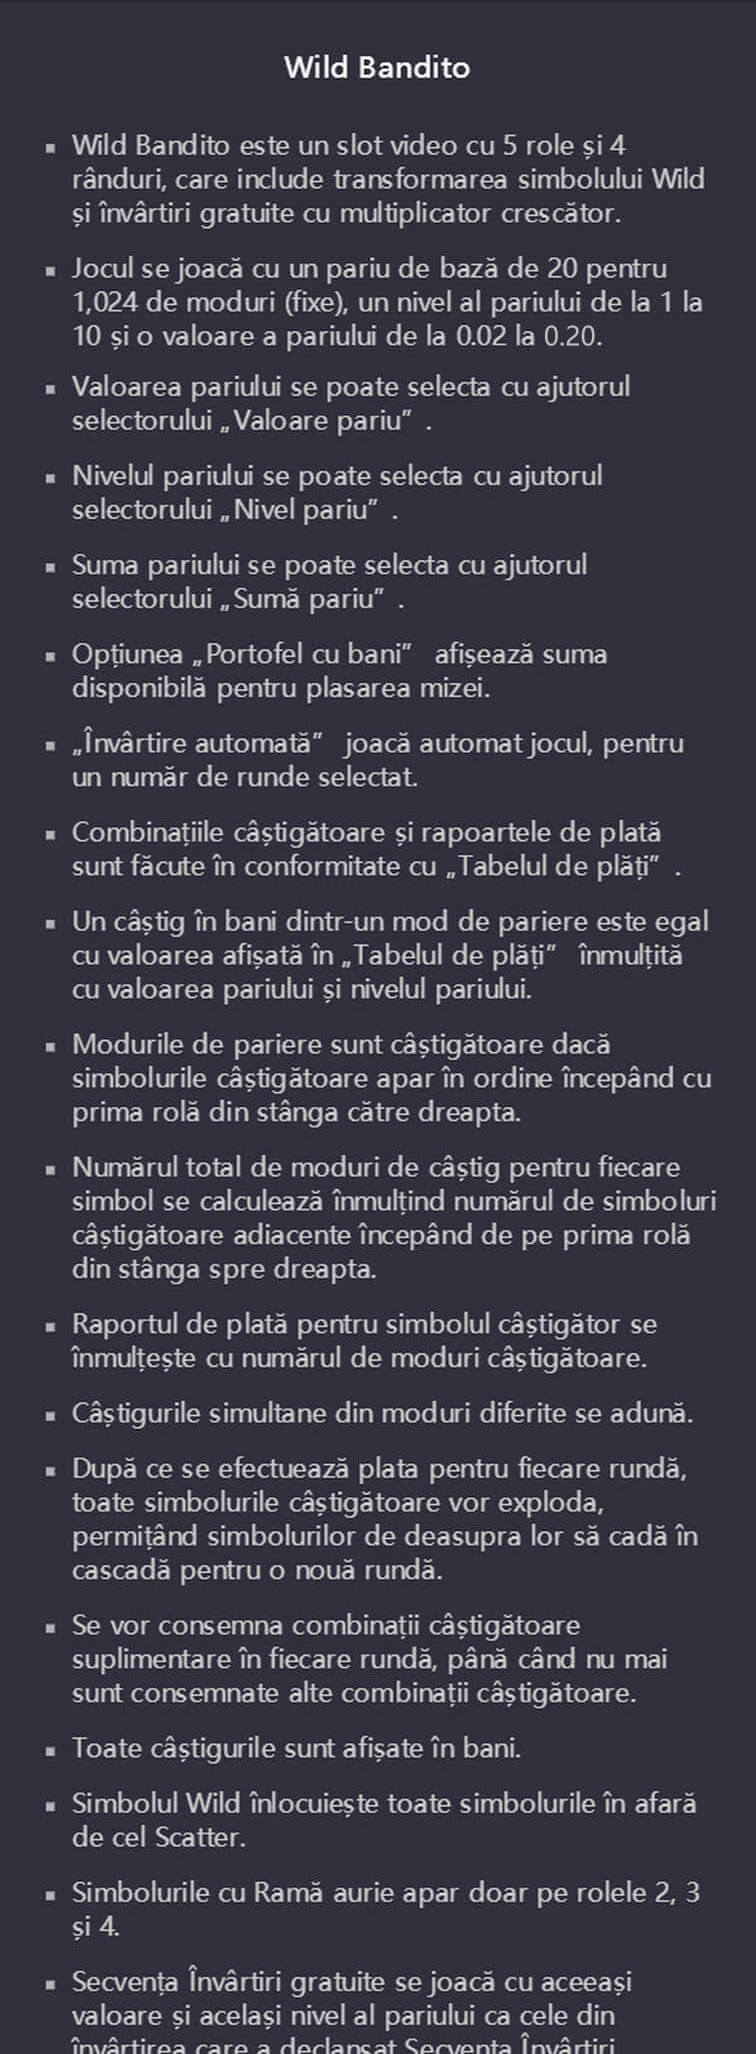 Wild Bandito
▪ Wild Bandito este un slot video cu 5 role și 4
rânduri, care include transformarea simbolului Wild
și învârtiri gratuite cu multiplicator crescător.
▪ Jocul se joacă cu un pariu de bază de 20 pentru
1,024 de moduri (fixe), un nivel al pariului de la 1 la
10 și o valoare a pariului de la 0.02 la 0.20.
▪ Valoarea pariului se poate selecta cu ajutorul
selectorului „Valoare pariu” .
▪ Nivelul pariului se poate selecta cu ajutorul
selectorului „Nivel pariu” .
▪ Suma pariului se poate selecta cu ajutorul
selectorului „Sumă pariu” .
▪ Opțiunea „Portofel cu bani” afișează suma
disponibilă pentru plasarea mizei.
▪ „Învârtire automată” joacă automat jocul, pentru
un număr de runde selectat.
▪ Combinațiile câștigătoare și rapoartele de plată
sunt făcute în conformitate cu „Tabelul de plăți” .
▪ Un câștig în bani dintr-un mod de pariere este egal
cu valoarea afișată în „Tabelul de plăți” înmulțită
cu valoarea pariului și nivelul pariului.
▪ Modurile de pariere sunt câștigătoare dacă
simbolurile câștigătoare apar în ordine începând cu
prima rolă din stânga către dreapta.
▪ Numărul total de moduri de câștig pentru fiecare
simbol se calculează înmulțind numărul de simboluri
câștigătoare adiacente începând de pe prima rolă
din stânga spre dreapta.
▪ Raportul de plată pentru simbolul câștigător se
înmulțește cu numărul de moduri câștigătoare.
▪ Câștigurile simultane din moduri diferite se adună.
▪ După ce se efectuează plata pentru fiecare rundă,
toate simbolurile câștigătoare vor exploda,
permițând simbolurilor de deasupra lor să cadă în
cascadă pentru o nouă rundă.
▪ Se vor consemna combinații câștigătoare
suplimentare în fiecare rundă, până când nu mai
sunt consemnate alte combinații câștigătoare.
▪ Toate câștigurile sunt afișate în bani.
▪ Simbolul Wild înlocuiește toate simbolurile în afară
de cel Scatter.
▪ Simbolurile cu Ramă aurie apar doar pe rolele 2, 3
și 4.
▪ Secvența Învârtiri gratuite se joacă cu aceeași
valoare și același nivel al pariului ca cele din
învârtirea care a declanșat Secvența Învârtiri